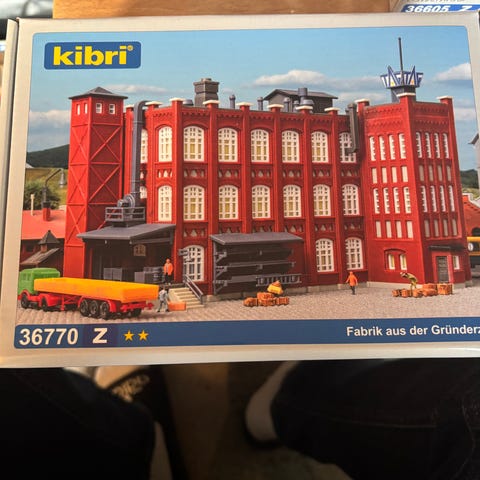 36605 Z
kibri
36770 Z
Fabrik aus der Gründerz